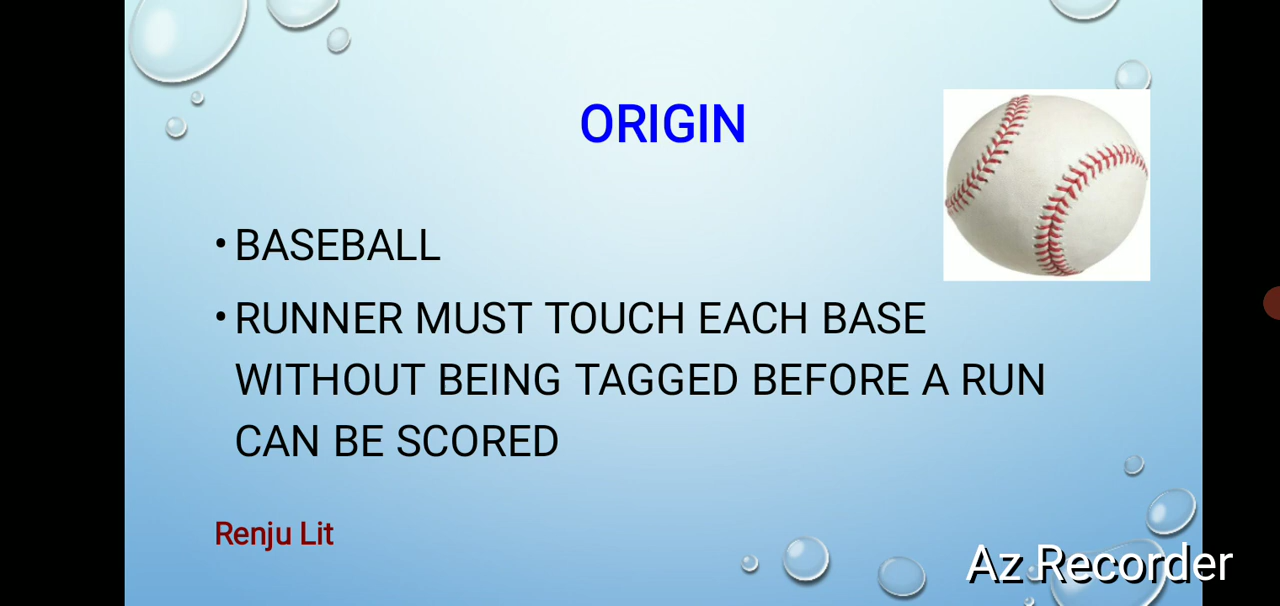 ORIGIN
• BASEBALL
• RUNNER MUST TOUCH EACH BASE
WITHOUT BEING TAGGED BEFORE A RUN
CAN BE SCORED
Renju Lit
Az Recorder